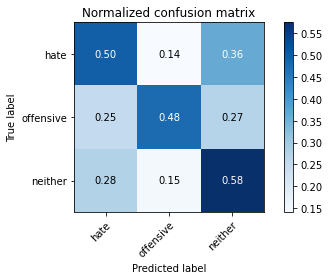 Normalized confusion matrix
True label
hate 0.50 0.14 0.36
offensive 0.25 0.48 0.27
neither 0.28 0.15 0.58
hate offensive neither
Predicted label
0.55
0.50
0.45
0.40
0.35
0.30
0.25
0.20
0.15